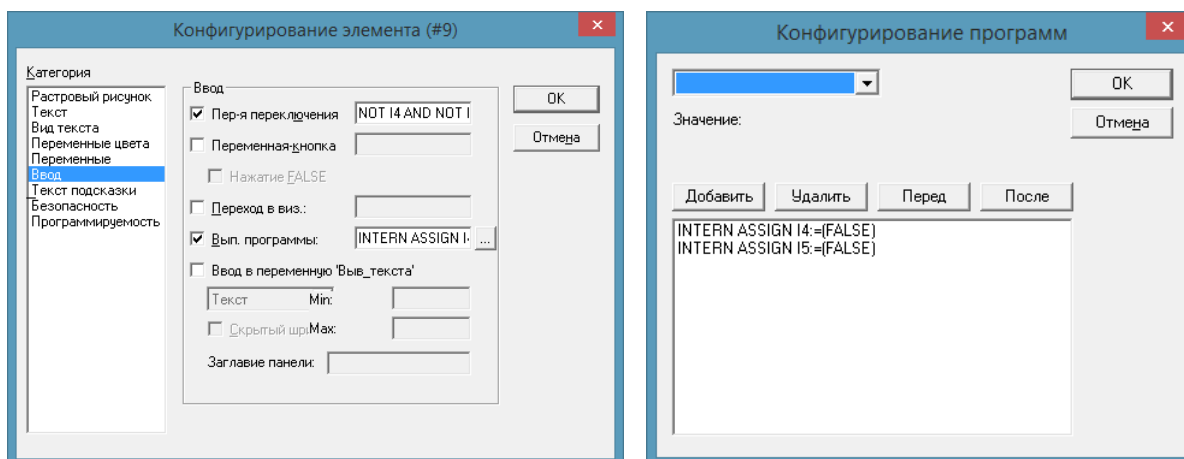 Конфигурирование элемента (#9)
Категория
Растровый рисунок
Текст
Вид текста
Переменные цвета
Переменные
Ввод
Текст подсказки
Безопасность
Программируемость
Ввод
Пер-я переключения NOT I4 AND NOT I
Переменная-кнопка
Нажатие FALSE
Переход в виз.:
Вып. программы: INTERN ASSIGN I ...
Ввод в переменную 'Выв_текста'
Текст Min:
Скрытый шри Max:
Заглавие панели:
OK
Отмена
Конфигурирование программ
OK
Значение:
Отмена
Добавить Удалить Перед После
INTERN ASSIGN I4:=(FALSE)
INTERN ASSIGN I5:=(FALSE)